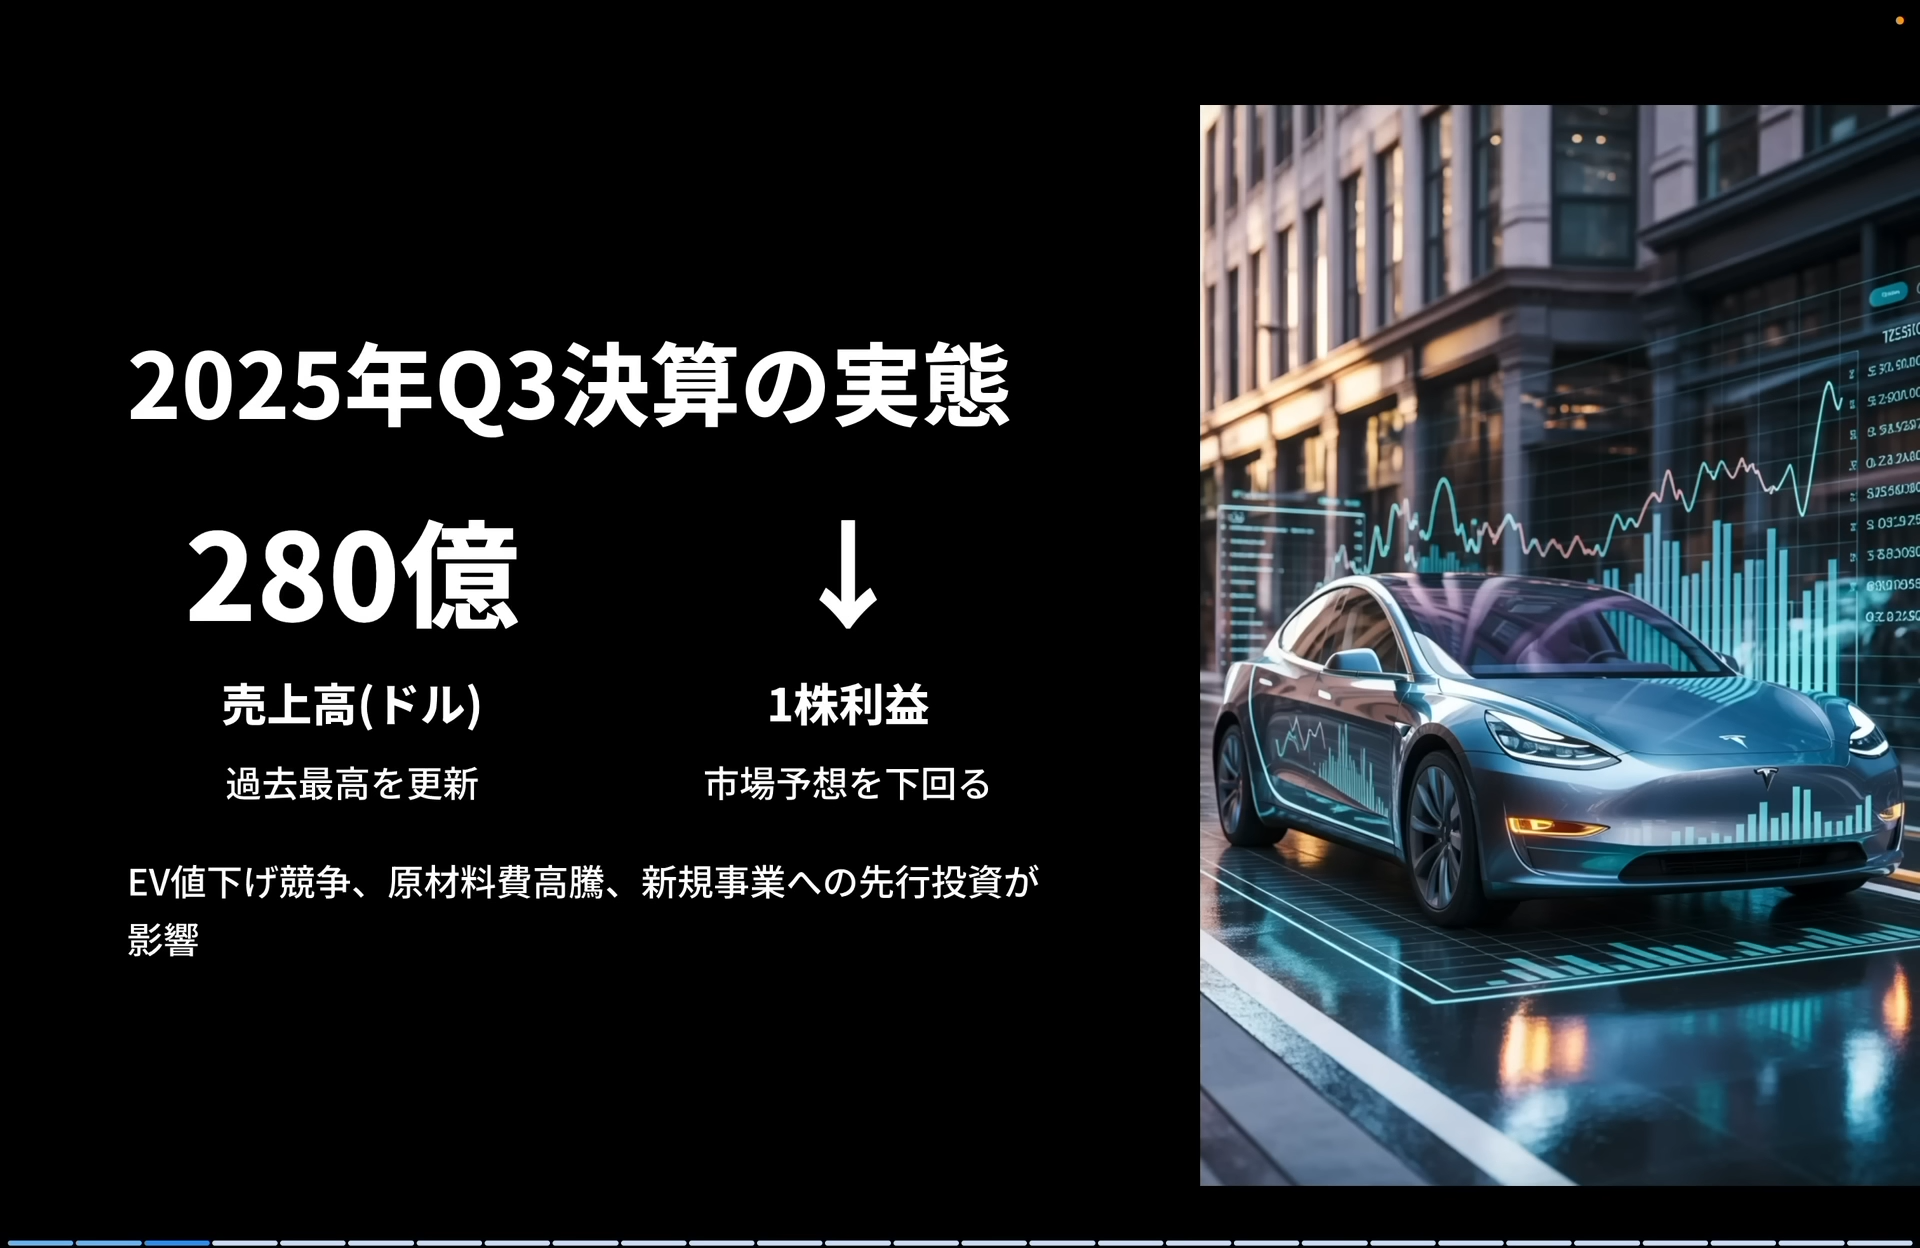 2025年Q3決算の実態
280億
↓
売上高(ドル)
1株利益
過去最高を更新
市場予想を下回る
EV値下げ競争、原材料費高騰、新規事業への先行投資が
影響